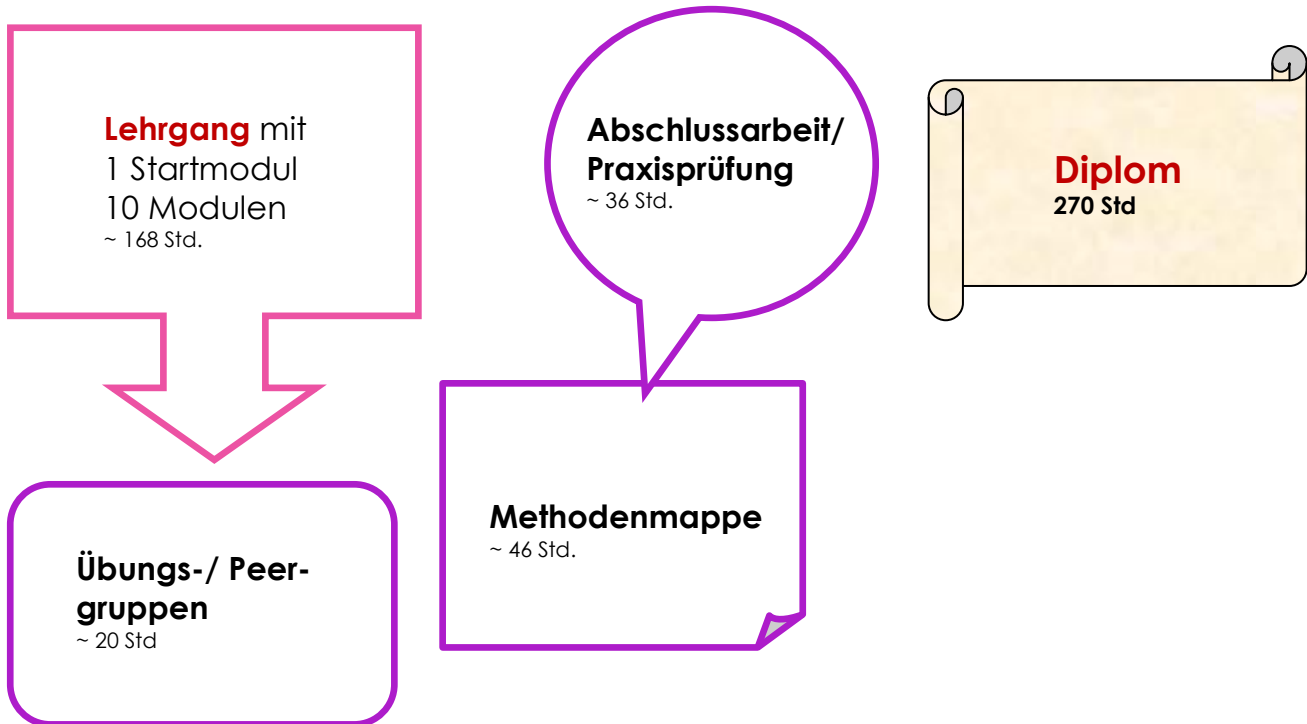 Lehrgang mit
1 Startmodul
10 Modulen
~ 168 Std.
Übungs-/ Peer-
gruppen
~ 20 Std
Abschlussarbeit/
Praxisprüfung
~ 36 Std.
Methodenmappe
~ 46 Std.
Diplom
270 Std